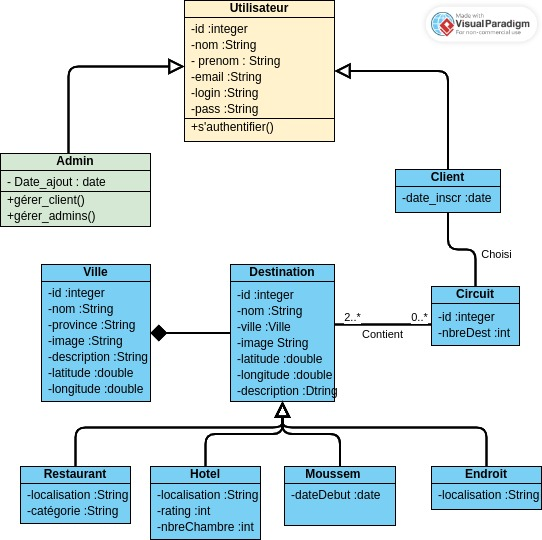 Utilisateur
-id :integer
-nom :String
- prenom : String
-email :String
-login :String
-pass :String
+s'authentifier()
Made with
Visual Paradigm
For non-commercial use
Admin
- Date_ajout : date
+gérer_client()
+gérer_admins()
Client
-date_inscr :date
Choisi
Ville
-id :integer
-nom :String
-province :String
-image :String
-description :String
-latitude :double
-longitude :double
Destination
-id :integer
-nom :String
-ville :Ville
-image String
-latitude :double
-longitude :double
-description :Dtring
2..*
0..*
Contient
Circuit
-id :integer
-nbreDest :int
Restaurant
-localisation :String
-catégorie :String
Hotel
-localisation :String
-rating :int
-nbreChambre :int
Moussem
-dateDebut :date
Endroit
-localisation :String